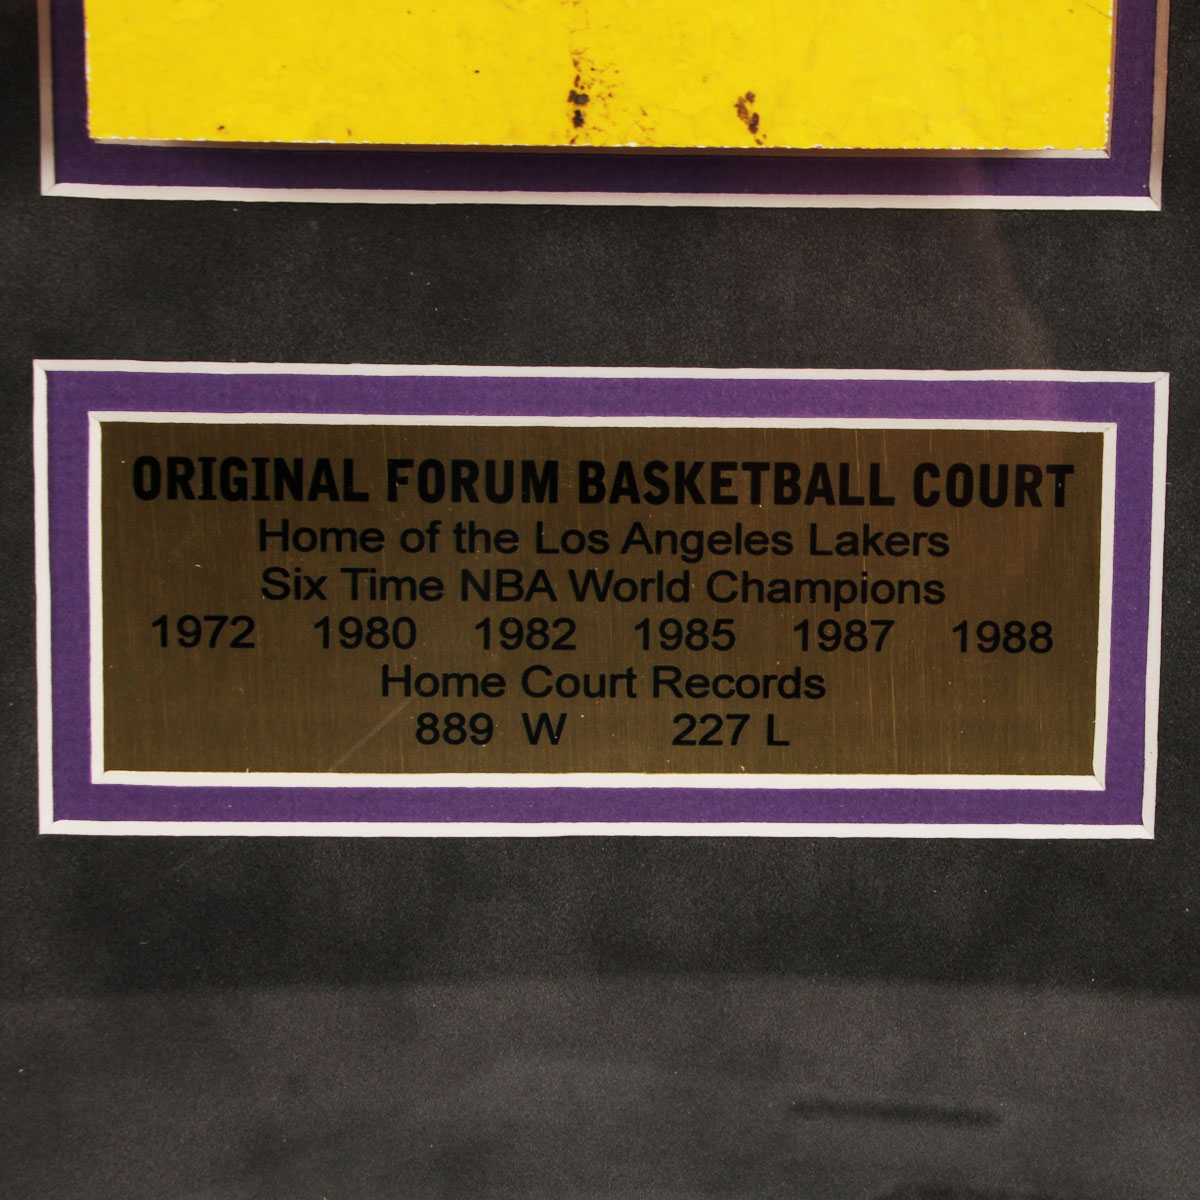 ORIGINAL FORUM BASKETBALL COURT
Home of the Los Angeles Lakers
Six Time NBA World Champions
1972 1980 1982 1985 1987 1988
Home Court Records
889 W 227 L